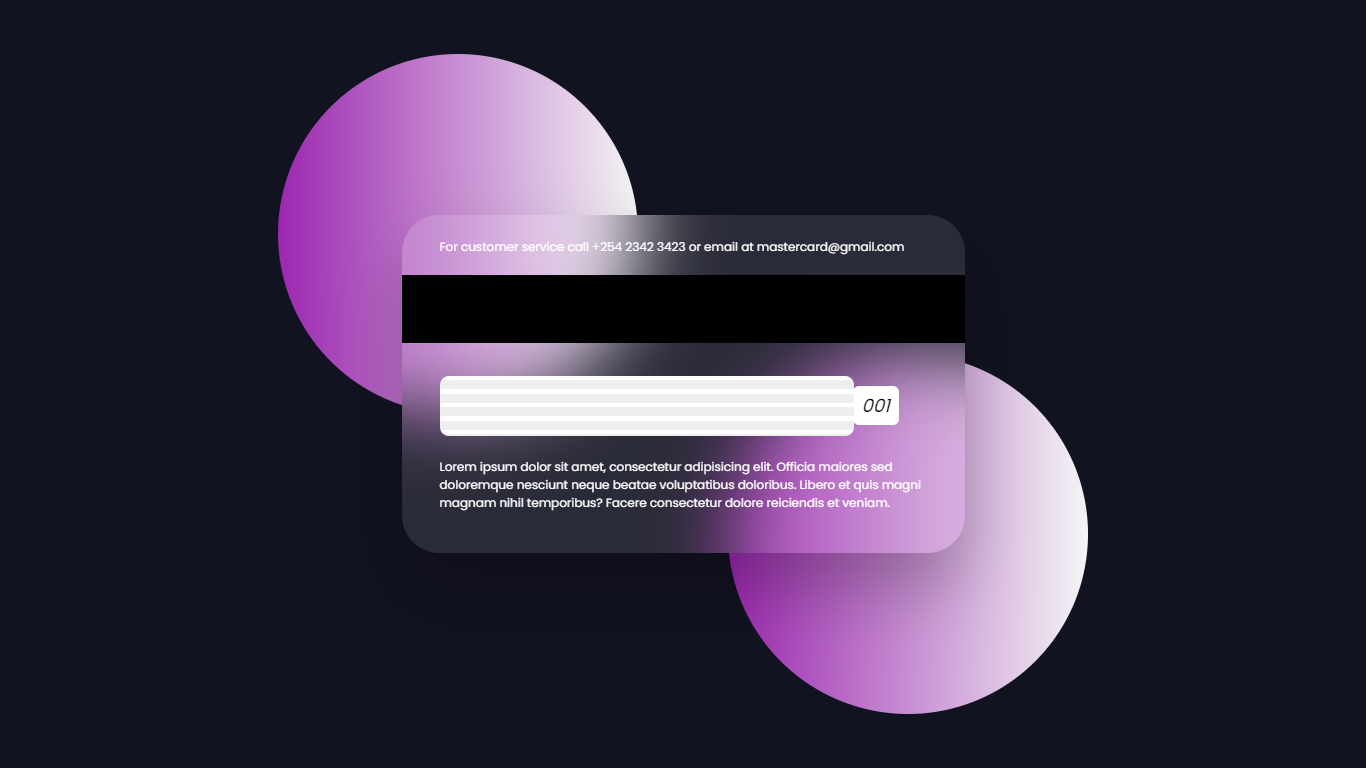 For customer service call +254 2342 3423 or email at mastercard@gmail.com
001
Lorem ipsum dolor sit amet, consectetur adipisicing elit. Officia maiores sed
doloremque nesciunt neque beatae voluptatibus doloribus. Libero et quis magni
magnam nihil temporibus? Facere consectetur dolore reiciendis et veniam.